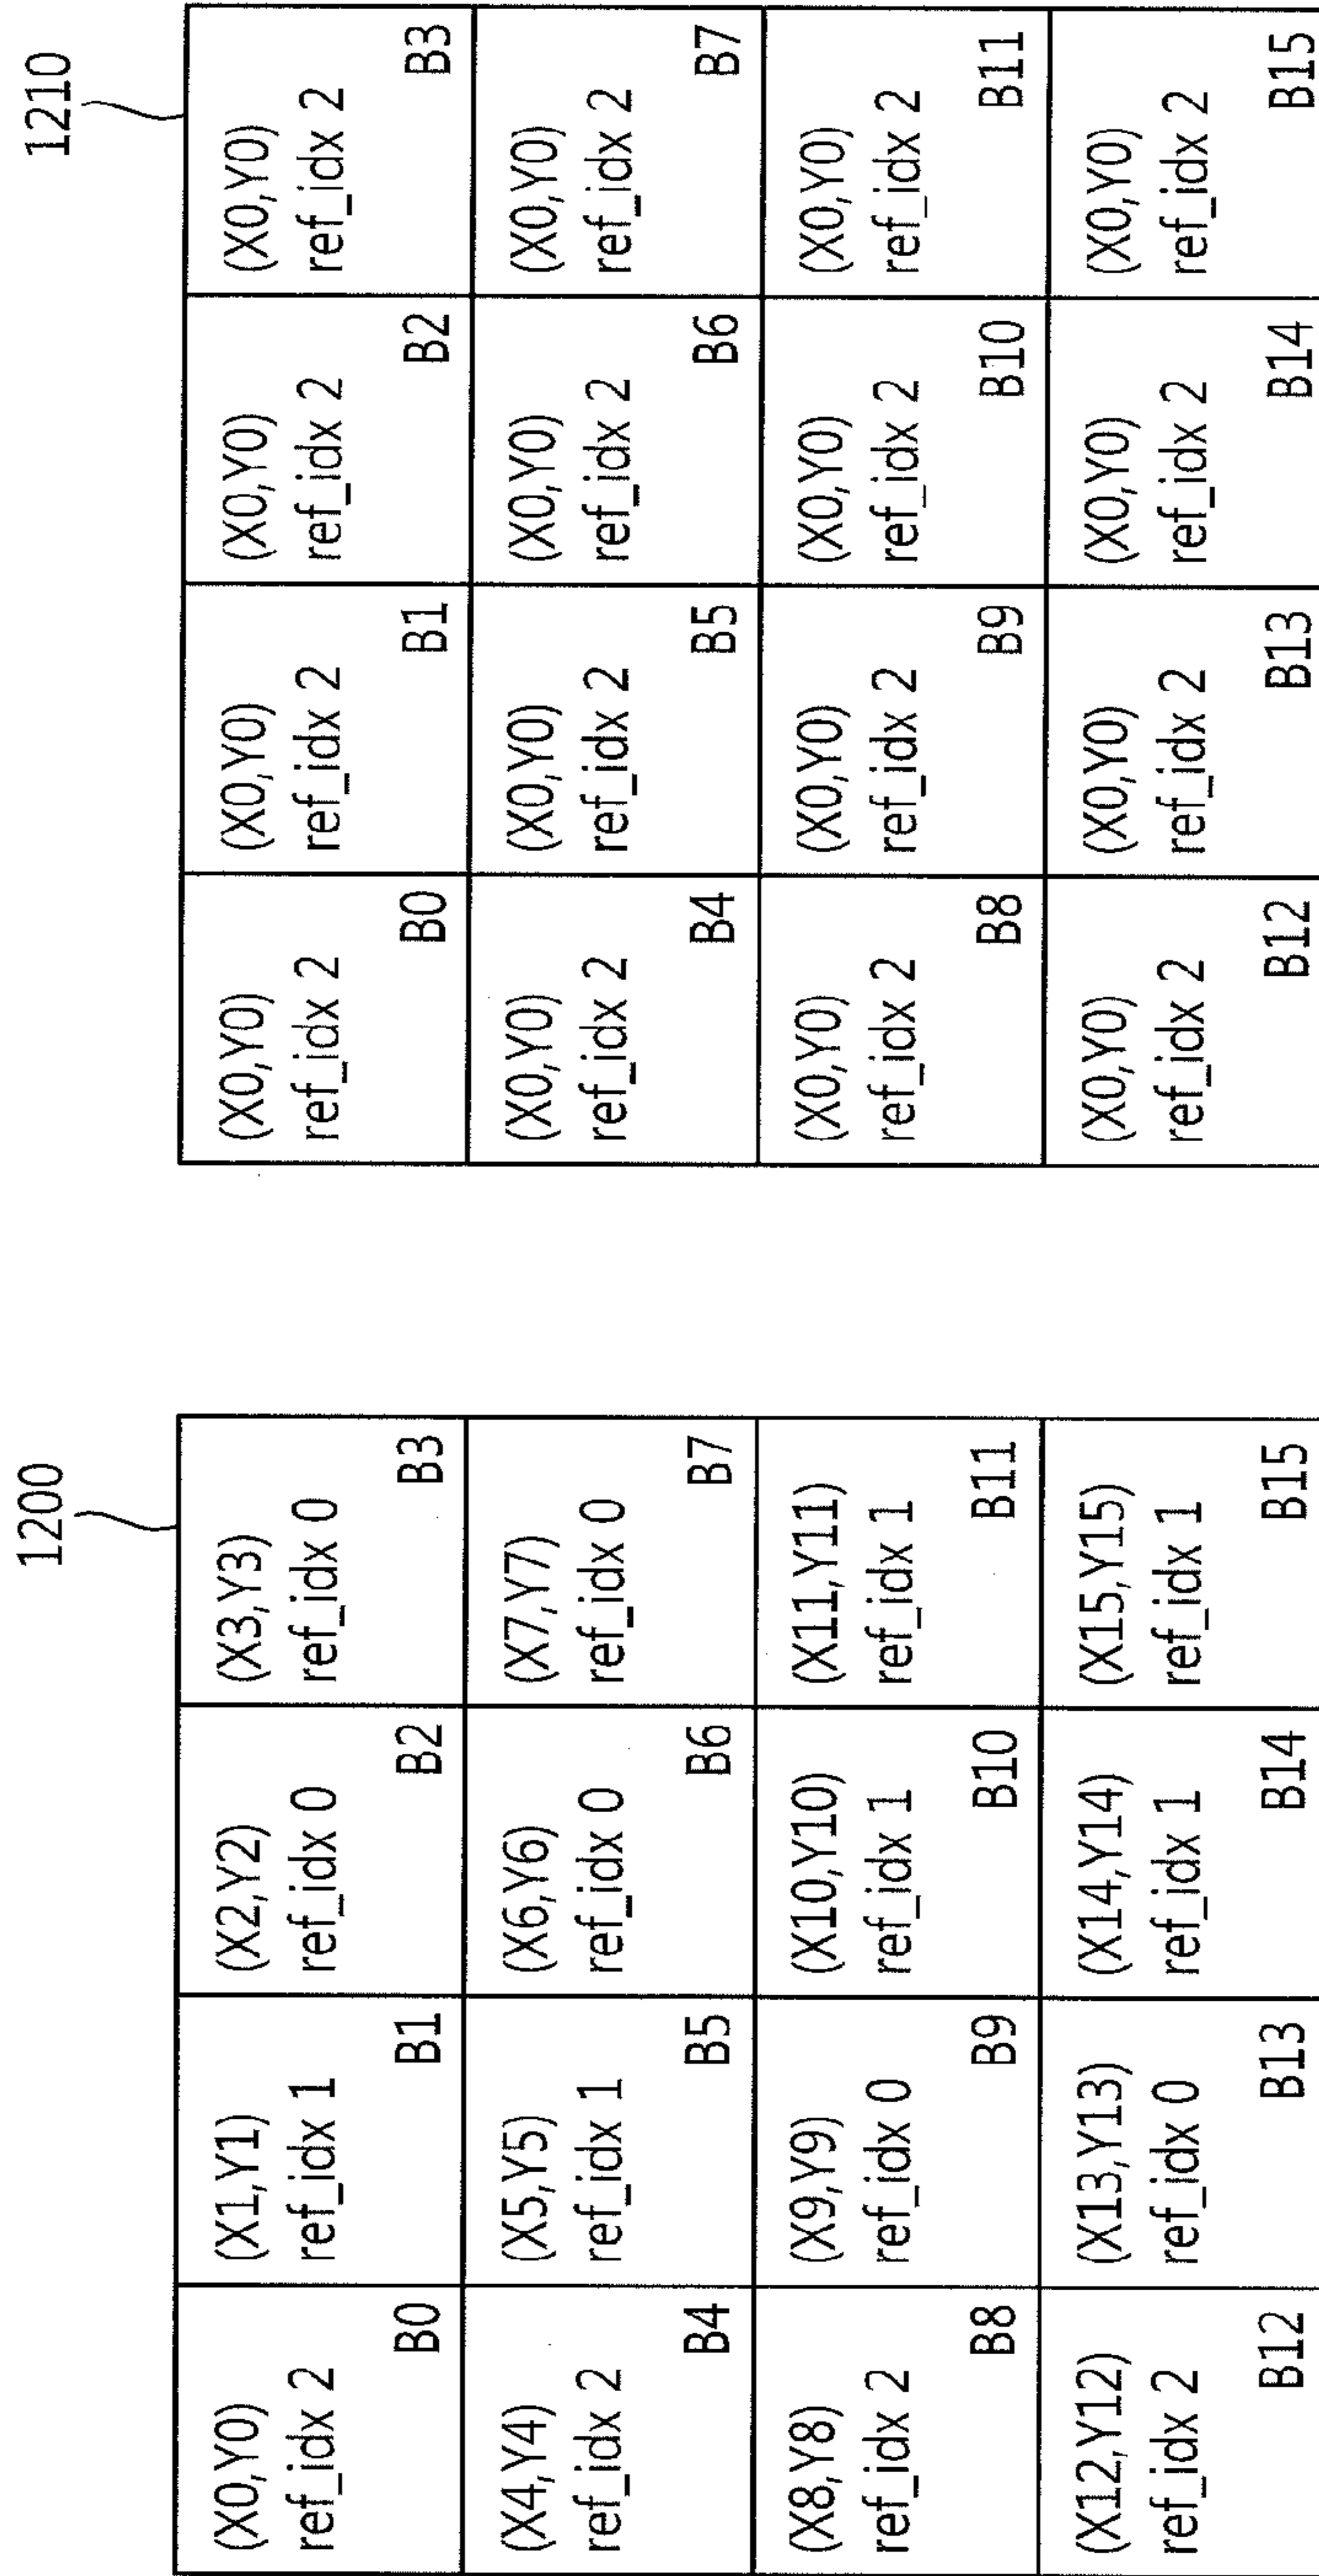 1200
(X0,Y0)
ref_idx 2
B0
(X1,Y1)
ref_idx 1
B1
(X2,Y2)
ref_idx 0
B2
(X3,Y3)
ref_idx 0
B3
(X4,Y4)
ref_idx 2
B4
(X5,Y5)
ref_idx 1
B5
(X6,Y6)
ref_idx 0
B6
(X7,Y7)
ref_idx 0
B7
(X8,Y8)
ref_idx 2
B8
(X9,Y9)
ref_idx 0
B9
(X10,Y10)
ref_idx 1
B10
(X11,Y11)
ref_idx 1
B11
(X12,Y12)
ref_idx 2
B12
(X13,Y13)
ref_idx 0
B13
(X14,Y14)
ref_idx 1
B14
(X15,Y15)
ref_idx 1
B15
1210
(X0,Y0)
ref_idx 2
B0
(X0,Y0)
ref_idx 2
B1
(X0,Y0)
ref_idx 2
B2
(X0,Y0)
ref_idx 2
B3
(X0,Y0)
ref_idx 2
B4
(X0,Y0)
ref_idx 2
B5
(X0,Y0)
ref_idx 2
B6
(X0,Y0)
ref_idx 2
B7
(X0,Y0)
ref_idx 2
B8
(X0,Y0)
ref_idx 2
B9
(X0,Y0)
ref_idx 2
B10
(X0,Y0)
ref_idx 2
B11
(X0,Y0)
ref_idx 2
B12
(X0,Y0)
ref_idx 2
B13
(X0,Y0)
ref_idx 2
B14
(X0,Y0)
ref_idx 2
B15